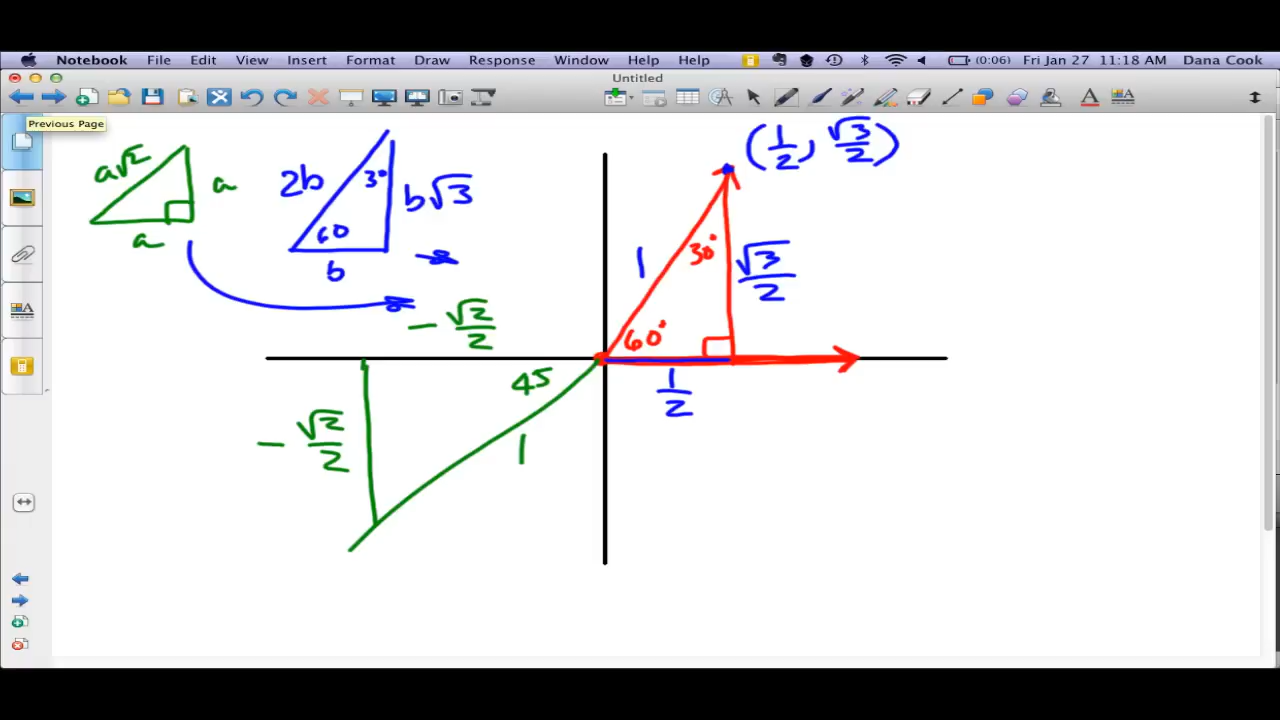 Notebook File Edit View Insert Format Draw Response Window Help Help (0:06) Fri Jan 27 11:18 AM Dana Cook
Untitled
Previous Page
a√2
a
a
2b
30
b√3
60
b
(1/2, √3/2)
1
30°
√3/2
60°
1/2
- √2/2
45
- √2/2
1